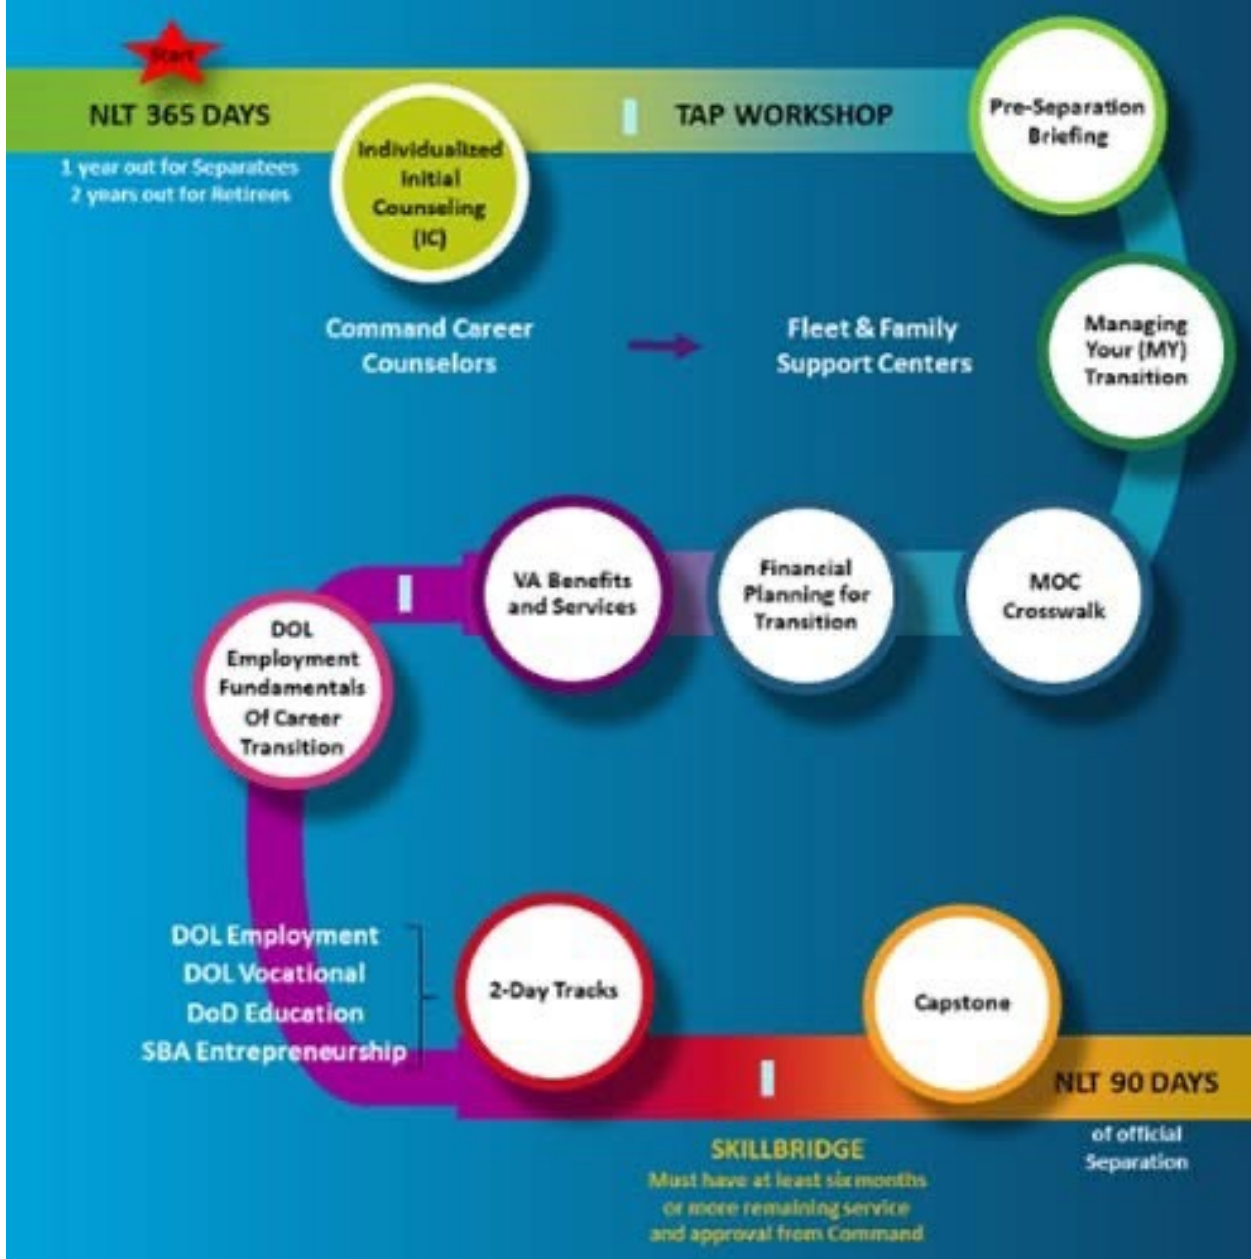 Start
NLT 365 DAYS
1 year out for Separatees
2 years out for Retirees
Individualized
Initial
Counseling
(IC)
TAP WORKSHOP
Pre-Separation
Briefing
Command Career
Counselors
Fleet & Family
Support Centers
Managing
Your (MY)
Transition
MOC
Crosswalk
Financial
Planning for
Transition
VA Benefits
and Services
DOL
Employment
Fundamentals
Of Career
Transition
DOL Employment
DOL Vocational
DoD Education
SBA Entrepreneurship
2-Day Tracks
Capstone
NLT 90 DAYS
of official
Separation
SKILLBRIDGE
Must have at least six months
or more remaining service
and approval from Command